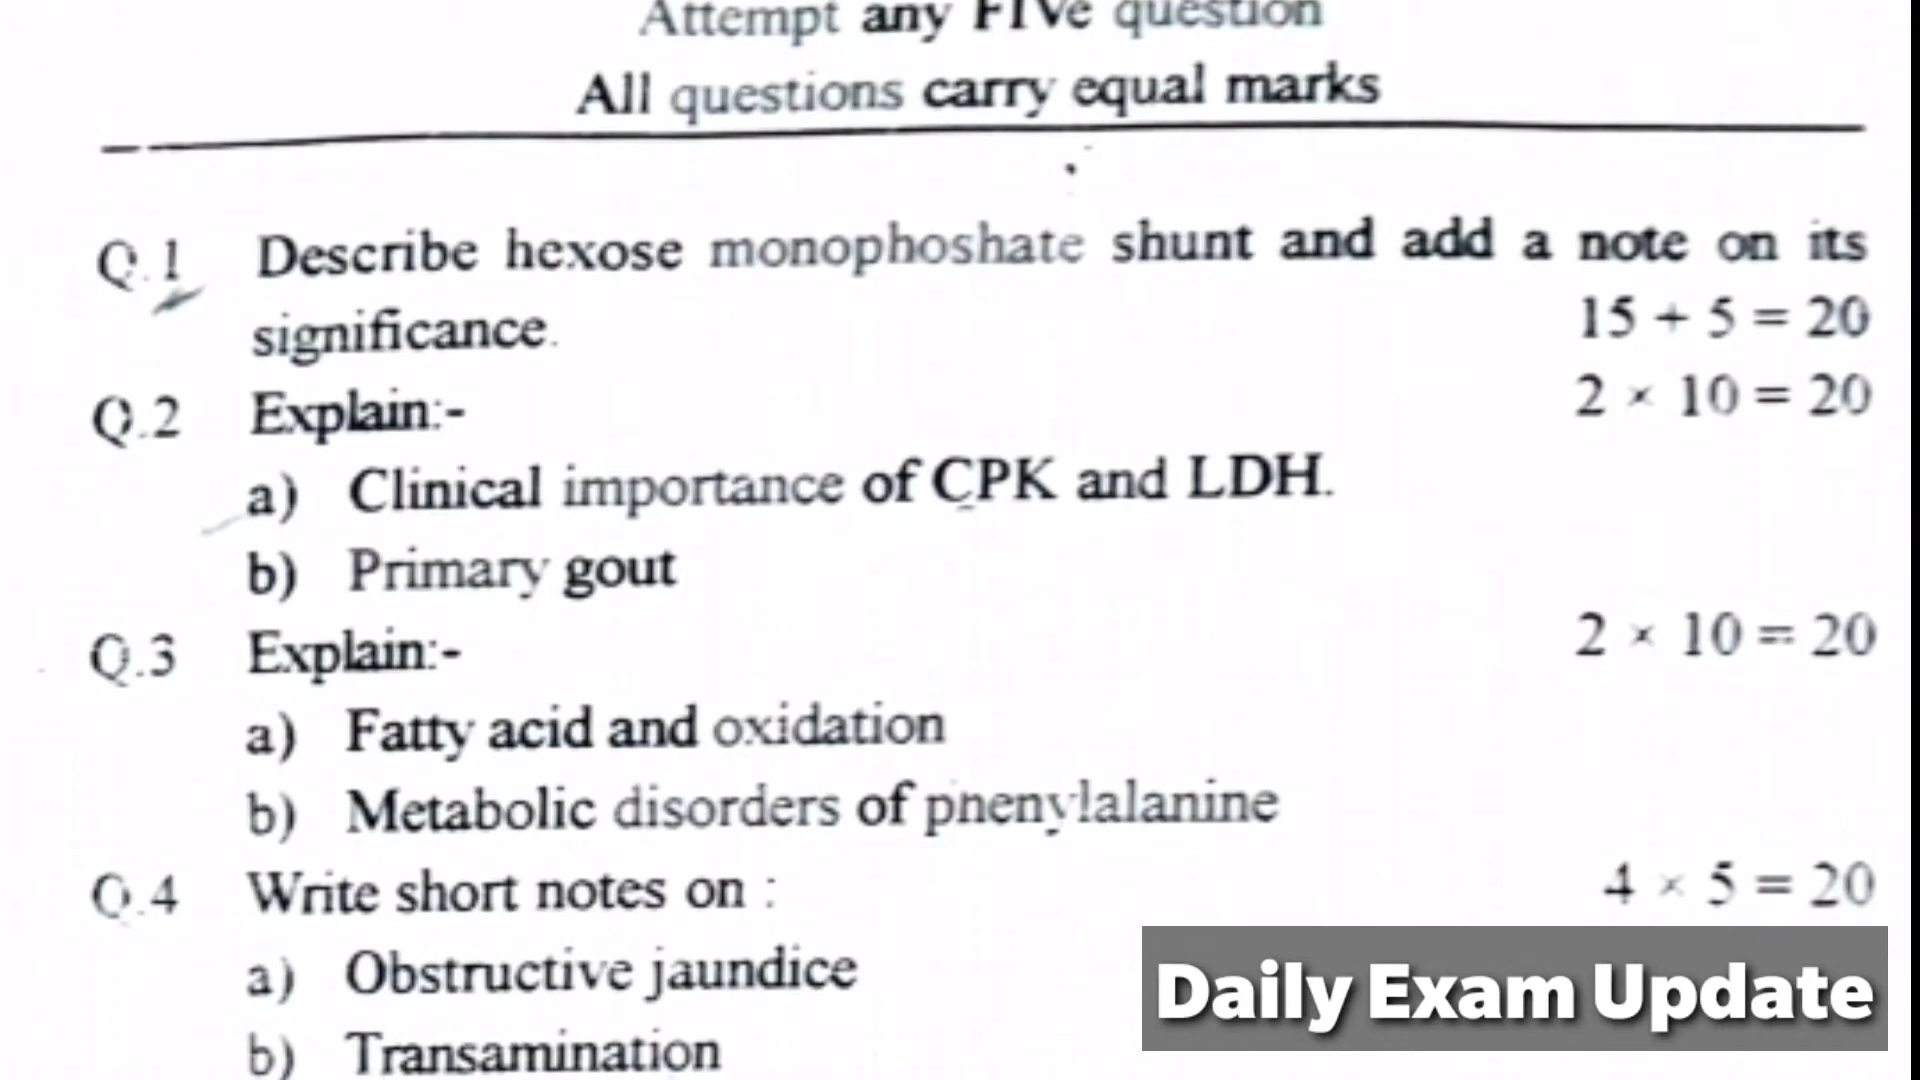 Attempt any FIVe question
All questions carry equal marks
Q.1 Describe hexose monophoshate shunt and add a note on its
significance. 15 + 5 = 20
Q.2 Explain:- 2 × 10 = 20
a) Clinical importance of CPK and LDH.
b) Primary gout
Q.3 Explain:- 2 × 10 = 20
a) Fatty acid and oxidation
b) Metabolic disorders of phenylalanine
Q.4 Write short notes on : 4 × 5 = 20
a) Obstructive jaundice
b) Transamination
Daily Exam Update